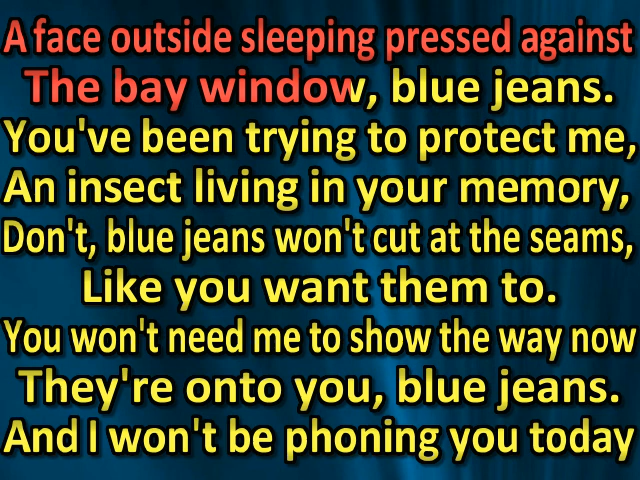 A face outside sleeping pressed against
The bay window, blue jeans.
You've been trying to protect me,
An insect living in your memory,
Don't, blue jeans won't cut at the seams,
Like you want them to.
You won't need me to show the way now
They're onto you, blue jeans.
And I won't be phoning you today